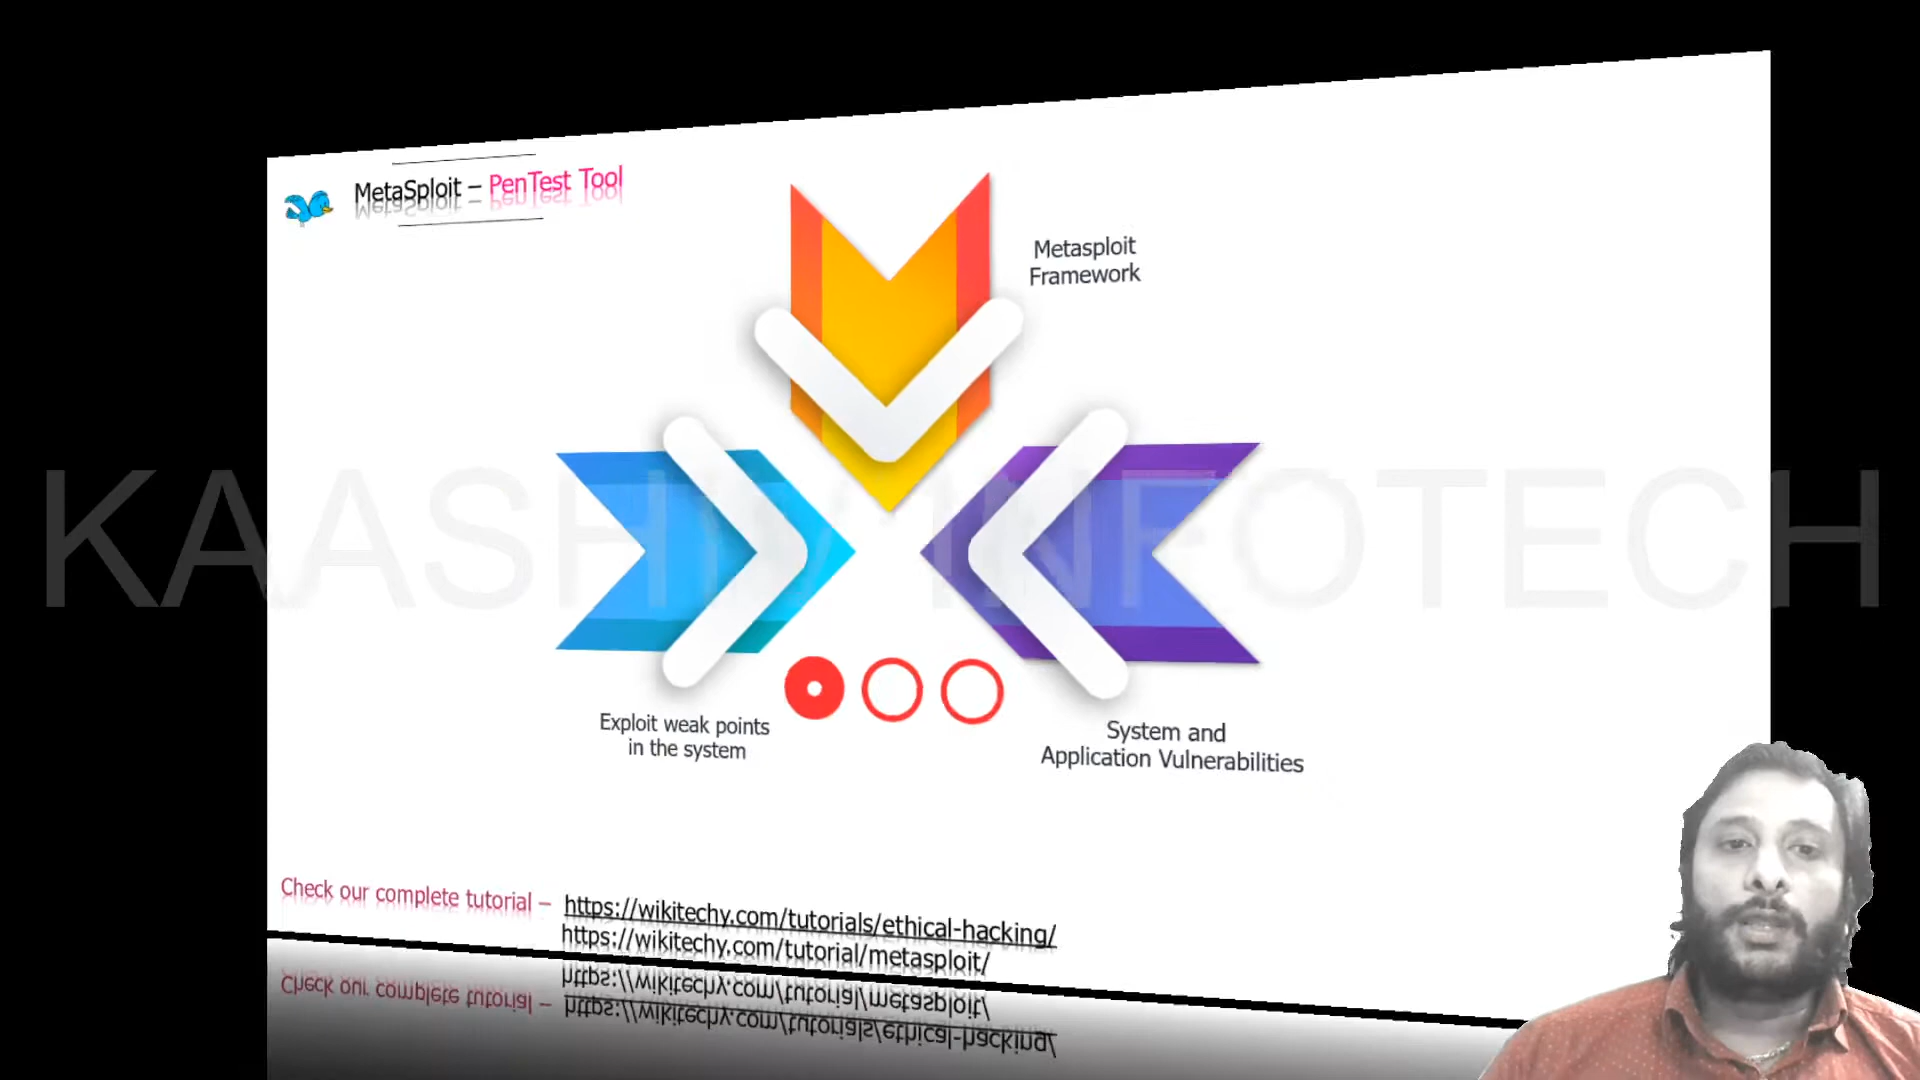 MetaSploit – PenTest Tool
Metasploit
Framework
KAASHIV INFOTECH
Exploit weak points
in the system
System and
Application Vulnerabilities
Check our complete tutorial –
https://wikitechy.com/tutorials/ethical-hacking/
https://wikitechy.com/tutorial/metasploit/